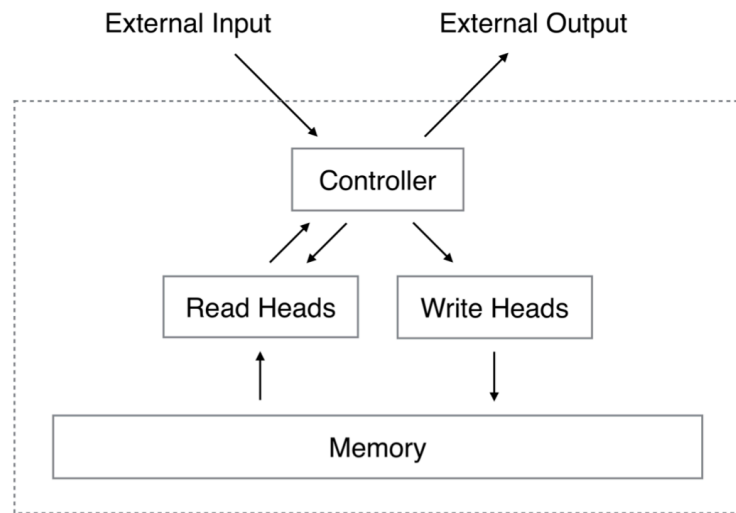 External Input
External Output
Controller
Read Heads
Write Heads
Memory